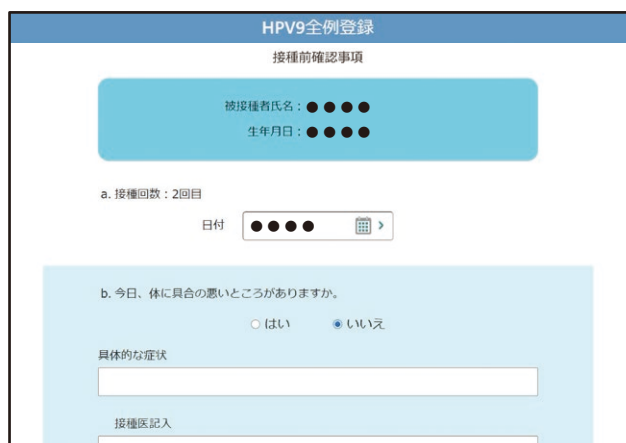 HPV9全例登録
接種前確認事項
被接種者氏名：●●●●
生年月日：●●●●
a. 接種回数：2回目
日付 ●●●●
b. 今日、体に具合の悪いところがありますか。
はい いいえ
具体的な症状
接種医記入